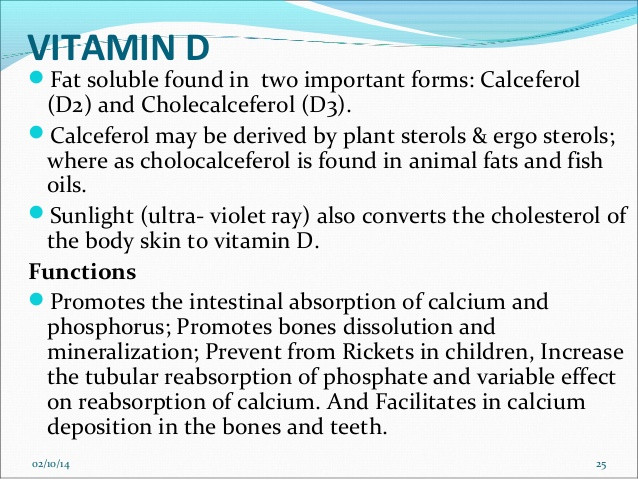 VITAMIN D
Fat soluble found in two important forms: Calceferol
(D2) and Cholecalceferol (D3).
Calceferol may be derived by plant sterols & ergo sterols;
where as cholocalceferol is found in animal fats and fish
oils.
Sunlight (ultra- violet ray) also converts the cholesterol of
the body skin to vitamin D.
Functions
Promotes the intestinal absorption of calcium and
phosphorus; Promotes bones dissolution and
mineralization; Prevent from Rickets in children, Increase
the tubular reabsorption of phosphate and variable effect
on reabsorption of calcium. And Facilitates in calcium
deposition in the bones and teeth.
02/10/14 25